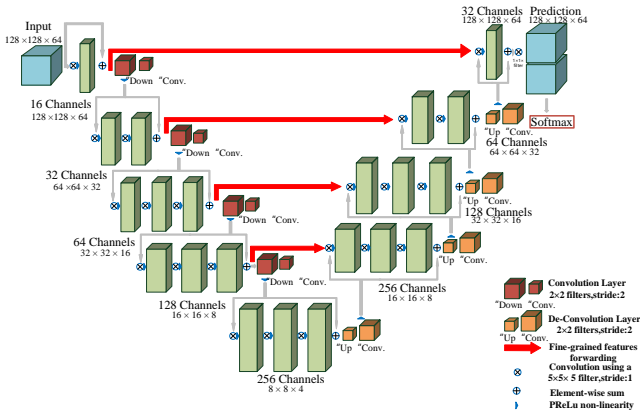 Input
128×128×64
32 Channels
128×128×64
Prediction
128×128×64
1×1×
filter
"Down "Conv.
16 Channels
128×128×64
"Down "Conv.
"Up "Conv.
64 Channels
64 × 64 × 32
Softmax
32 Channels
64 ×64 × 32
"Down "Conv.
"Up "Conv.
128 Channels
32 × 32 × 16
64 Channels
32 × 32 × 16
"Down "Conv.
"Up "Conv.
256 Channels
16 × 16 × 8
128 Channels
16 × 16 × 8
"Up "Conv.
256 Channels
8 × 8 × 4
Convolution Layer
2×2 filters,stride:2
"Down "Conv.
De-Convolution Layer
2×2 filters,stride:2
"Up "Conv.
Fine-grained features
forwarding
Convolution using a
5×5× 5 filter,stride:1
Element-wise sum
PReLu non-linearity